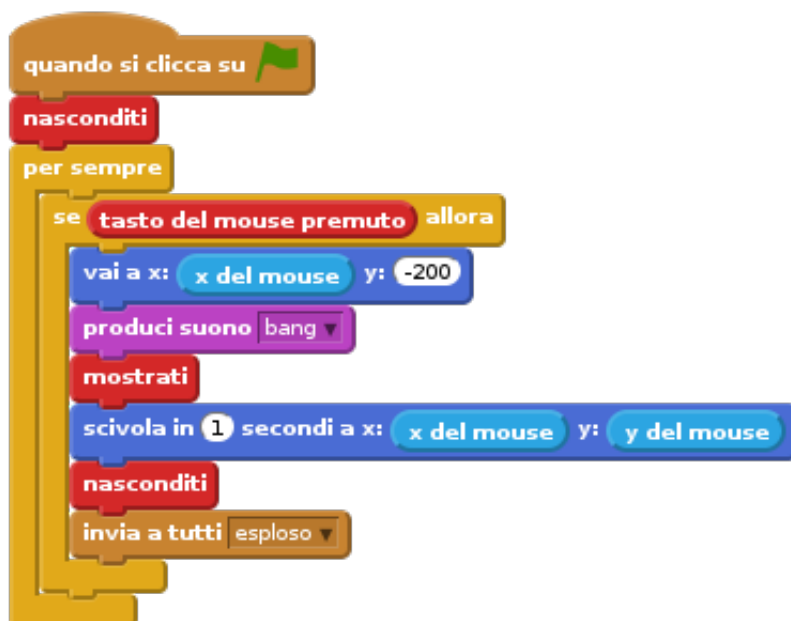 quando si clicca su
nasconditi
per sempre
se tasto del mouse premuto allora
vai a x: x del mouse y: -200
produci suono bang
mostrati
scivola in 1 secondi a x: x del mouse y: y del mouse
nasconditi
invia a tutti esploso